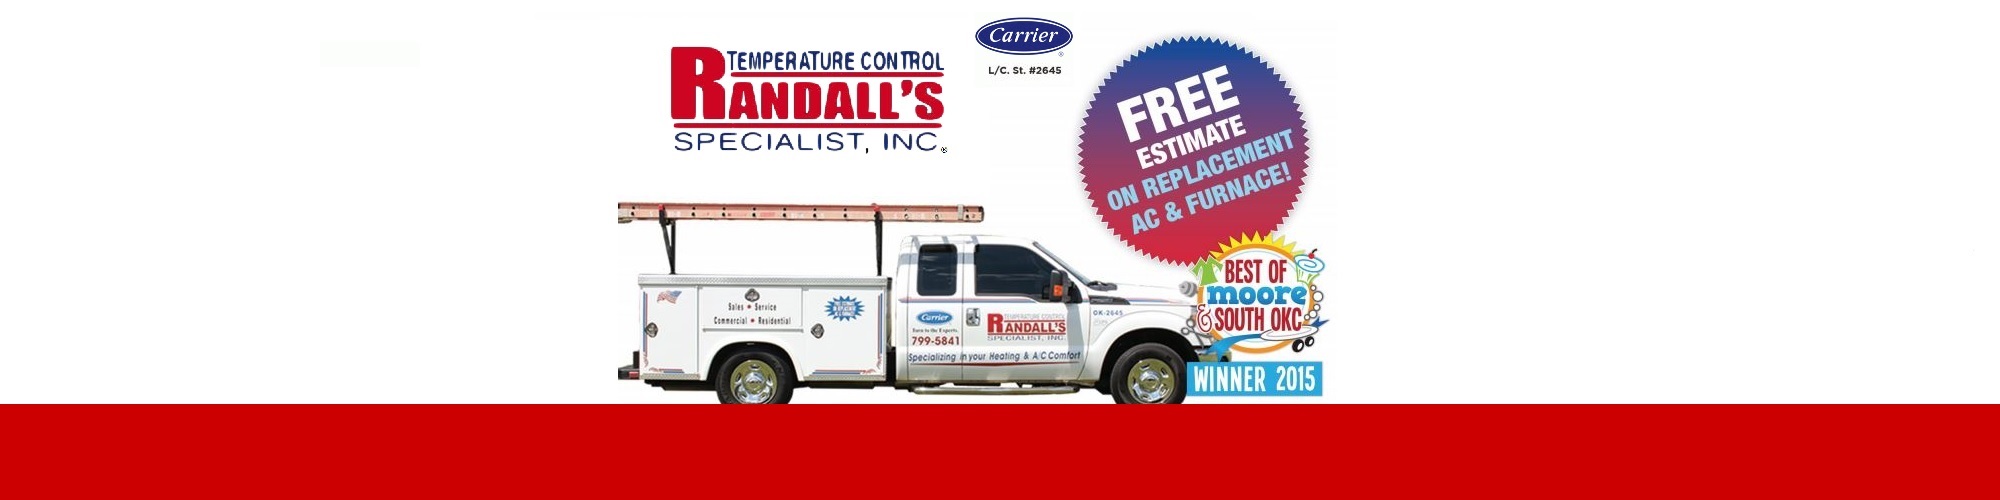 TEMPERATURE CONTROL
RANDALL'S
SPECIALIST, INC.®
Carrier
®
L/C. St. #2645
FREE
ESTIMATE
ON REPLACEMENT
AC & FURNACE!
BEST OF
moore
& SOUTH OKC
WINNER 2015
Sales • Service
Commercial • Residential
Carrier
Turn to the Experts.
799-5841
TEMPERATURE CONTROL
RANDALL'S
SPECIALIST, INC.
OK-2645
Specializing in your Heating & A/C Comfort